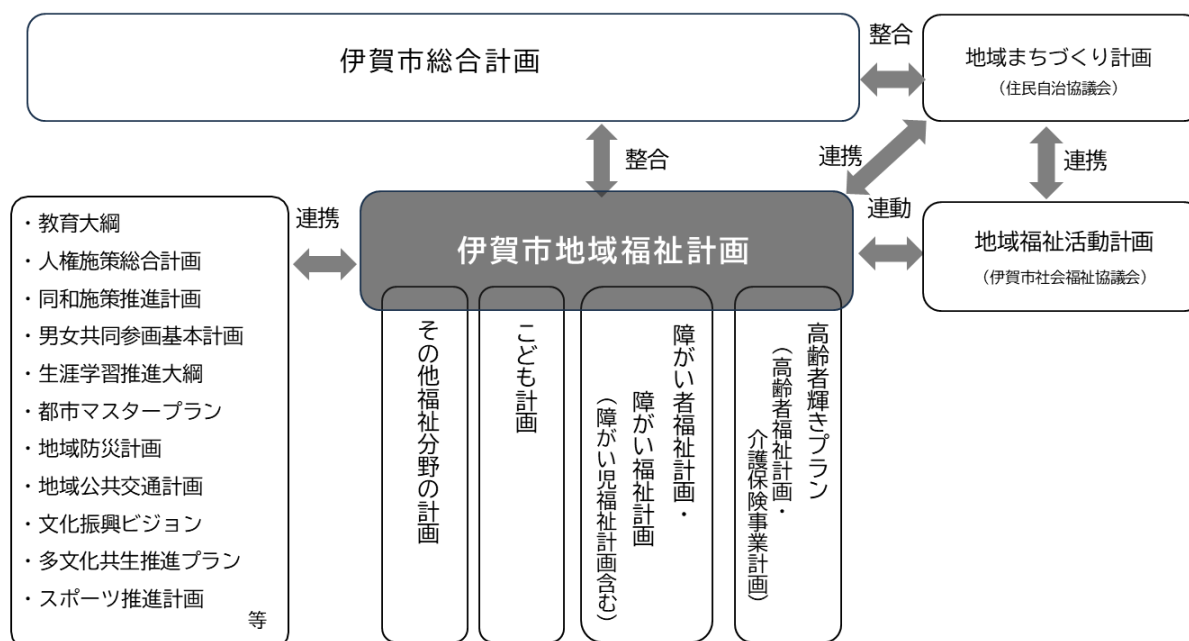 伊賀市総合計画
整合
地域まちづくり計画
（住民自治協議会）
整合
連携
連携
・教育大綱
・人権施策総合計画
・同和施策推進計画
・男女共同参画基本計画
・生涯学習推進大綱
・都市マスタープラン
・地域防災計画
・地域公共交通計画
・文化振興ビジョン
・多文化共生推進プラン
・スポーツ推進計画
等
連携
伊賀市地域福祉計画
連動
地域福祉活動計画
（伊賀市社会福祉協議会）
高齢者輝きプラン
（高齢者福祉計画・
介護保険事業計画）
障がい者福祉計画・
障がい福祉計画
（障がい児福祉計画含む）
こども計画
その他福祉分野の計画